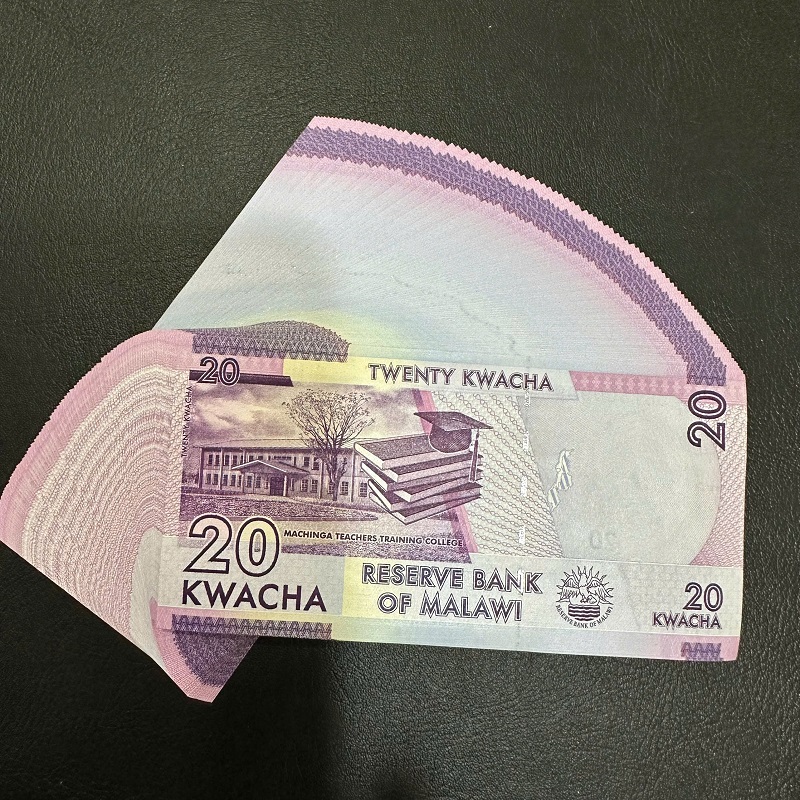 20
TWENTY KWACHA
TWENTY KWACHA
20
MACHINGA TEACHERS TRAINING COLLEGE
20
KWACHA
RESERVE BANK
OF MALAWI
RESERVE BANK OF MALAWI
20
KWACHA
20